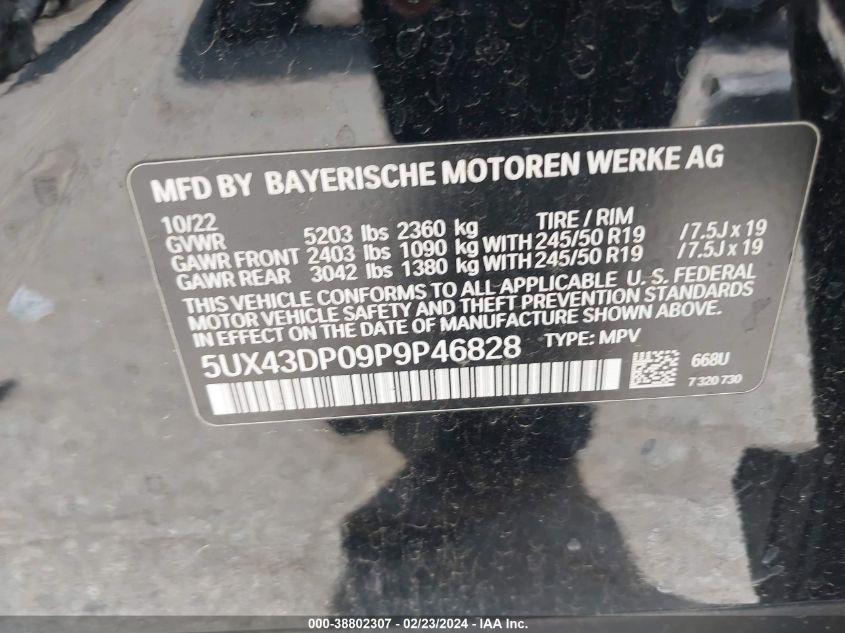 MFD BY BAYERISCHE MOTOREN WERKE AG
10/22 TIRE / RIM
GVWR 5203 lbs 2360 kg
GAWR FRONT 2403 lbs 1090 kg WITH 245/50 R19 /7.5J x 19
GAWR REAR 3042 lbs 1380 kg WITH 245/50 R19 /7.5J x 19
THIS VEHICLE CONFORMS TO ALL APPLICABLE U. S. FEDERAL
MOTOR VEHICLE SAFETY AND THEFT PREVENTION STANDARDS
IN EFFECT ON THE DATE OF MANUFACTURE SHOWN ABOVE.
5UX43DP09P9P46828 TYPE: MPV
668U
7 320 730
000-38802307 - 02/23/2024 - IAA Inc.